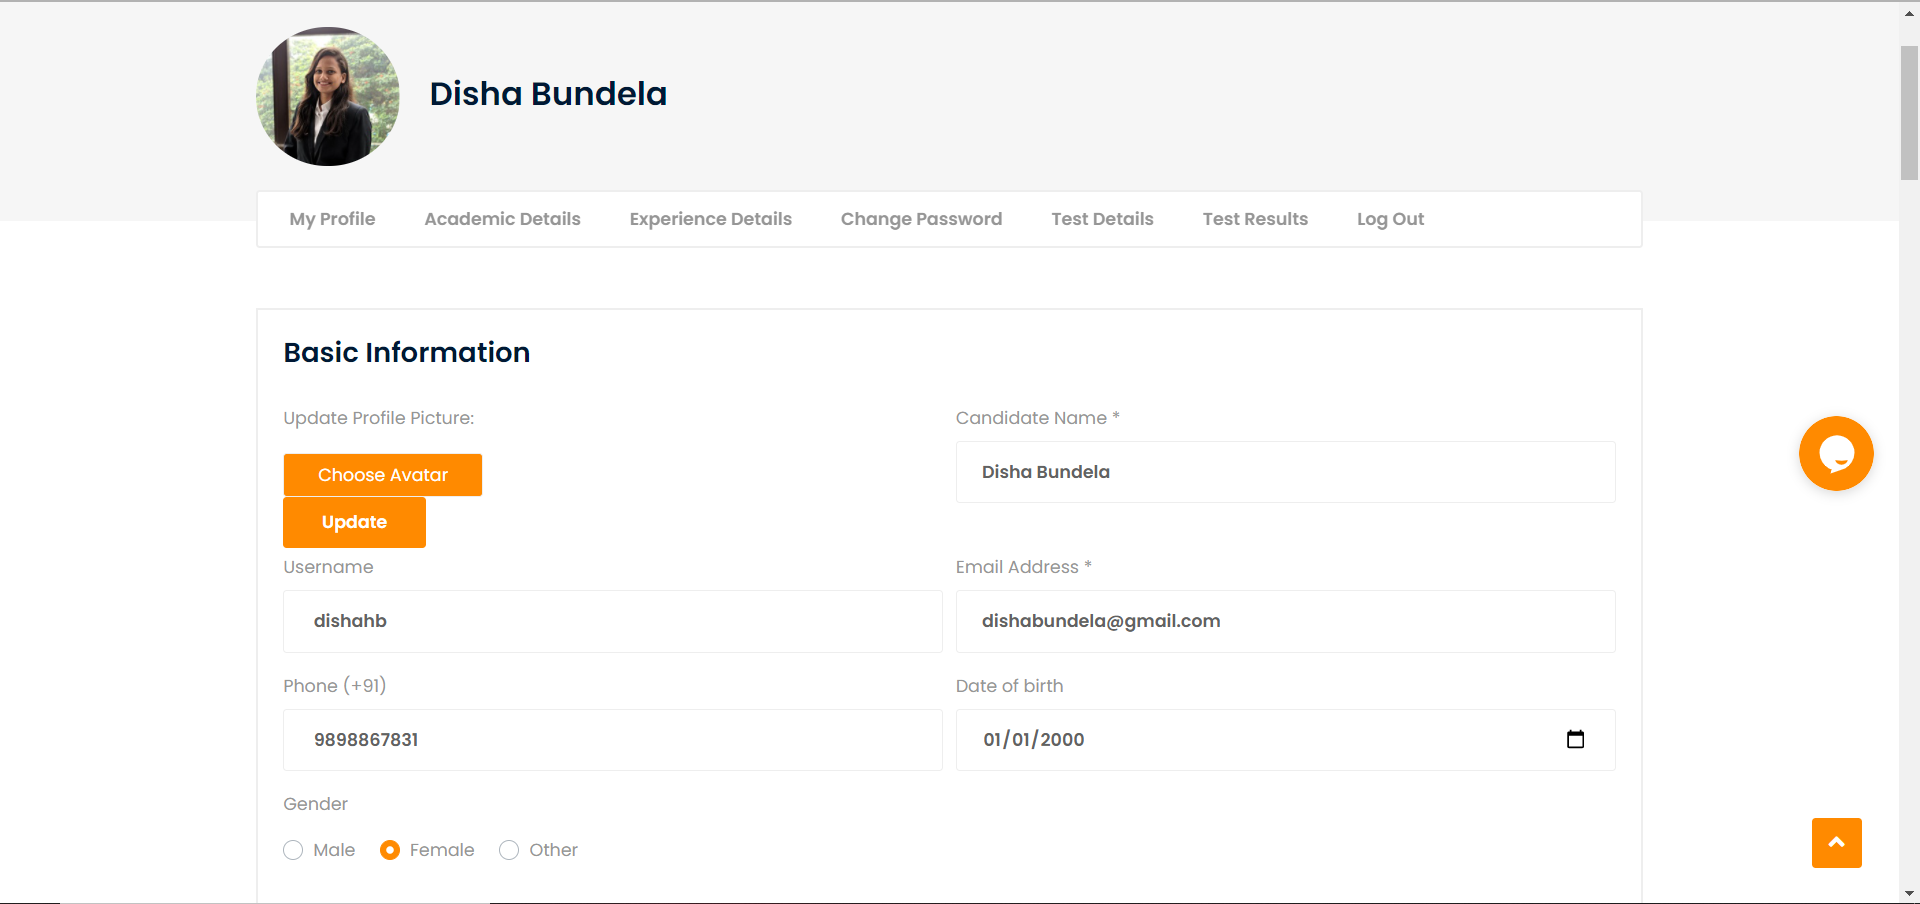 Disha Bundela
My Profile Academic Details Experience Details Change Password Test Details Test Results Log Out
Basic Information
Update Profile Picture:
Choose Avatar
Update
Candidate Name *
Disha Bundela
Username
dishahb
Email Address *
dishabundela@gmail.com
Phone (+91)
9898867831
Date of birth
01/01/2000
Gender
Male Female Other